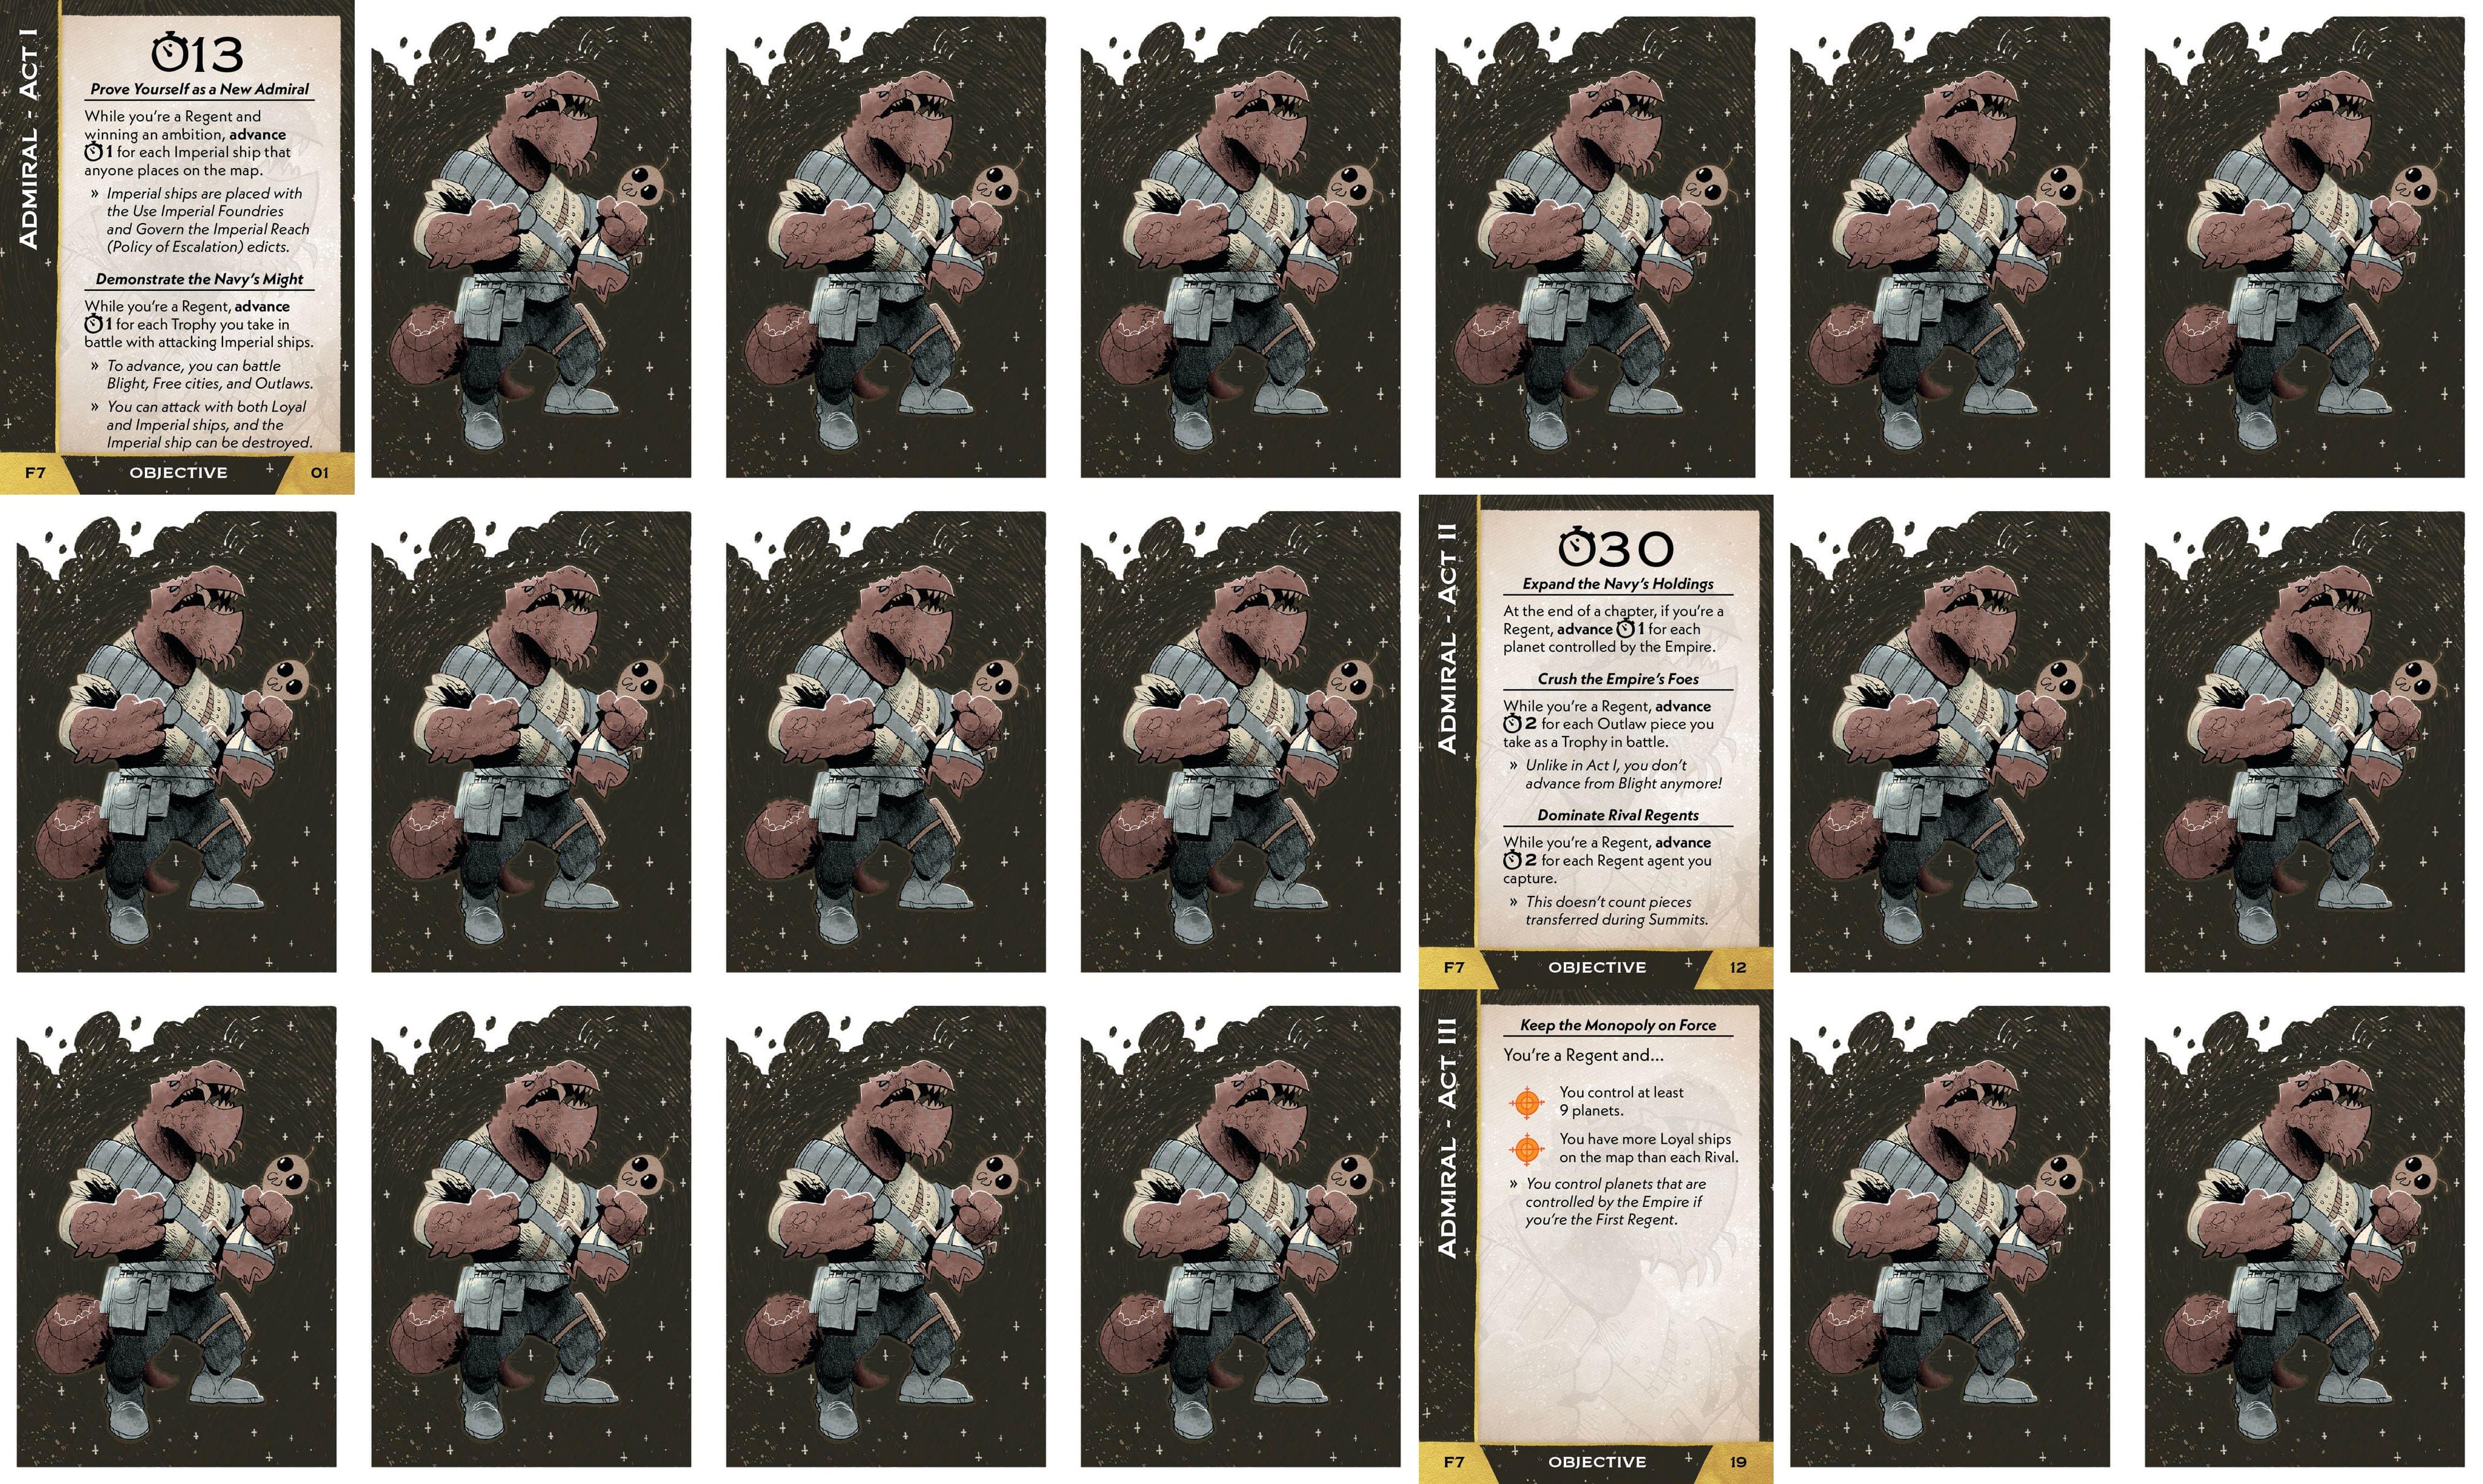 ADMIRAL - ACT I
13
Prove Yourself as a New Admiral
While you're a Regent and
winning an ambition, advance
1 for each Imperial ship that
anyone places on the map.
» Imperial ships are placed with
the Use Imperial Foundries
and Govern the Imperial Reach
(Policy of Escalation) edicts.
Demonstrate the Navy's Might
While you're a Regent, advance
1 for each Trophy you take in
battle with attacking Imperial ships.
» To advance, you can battle
Blight, Free cities, and Outlaws.
» You can attack with both Loyal
and Imperial ships, and the
Imperial ship can be destroyed.
F7 OBJECTIVE 01
ADMIRAL - ACT II
30
Expand the Navy's Holdings
At the end of a chapter, if you're a
Regent, advance 1 for each
planet controlled by the Empire.
Crush the Empire's Foes
While you're a Regent, advance
2 for each Outlaw piece you
take as a Trophy in battle.
» Unlike in Act I, you don't
advance from Blight anymore!
Dominate Rival Regents
While you're a Regent, advance
2 for each Regent agent you
capture.
» This doesn't count pieces
transferred during Summits.
F7 OBJECTIVE 12
ADMIRAL - ACT III
Keep the Monopoly on Force
You're a Regent and...
You control at least
9 planets.
You have more Loyal ships
on the map than each Rival.
» You control planets that are
controlled by the Empire if
you're the First Regent.
F7 OBJECTIVE 19